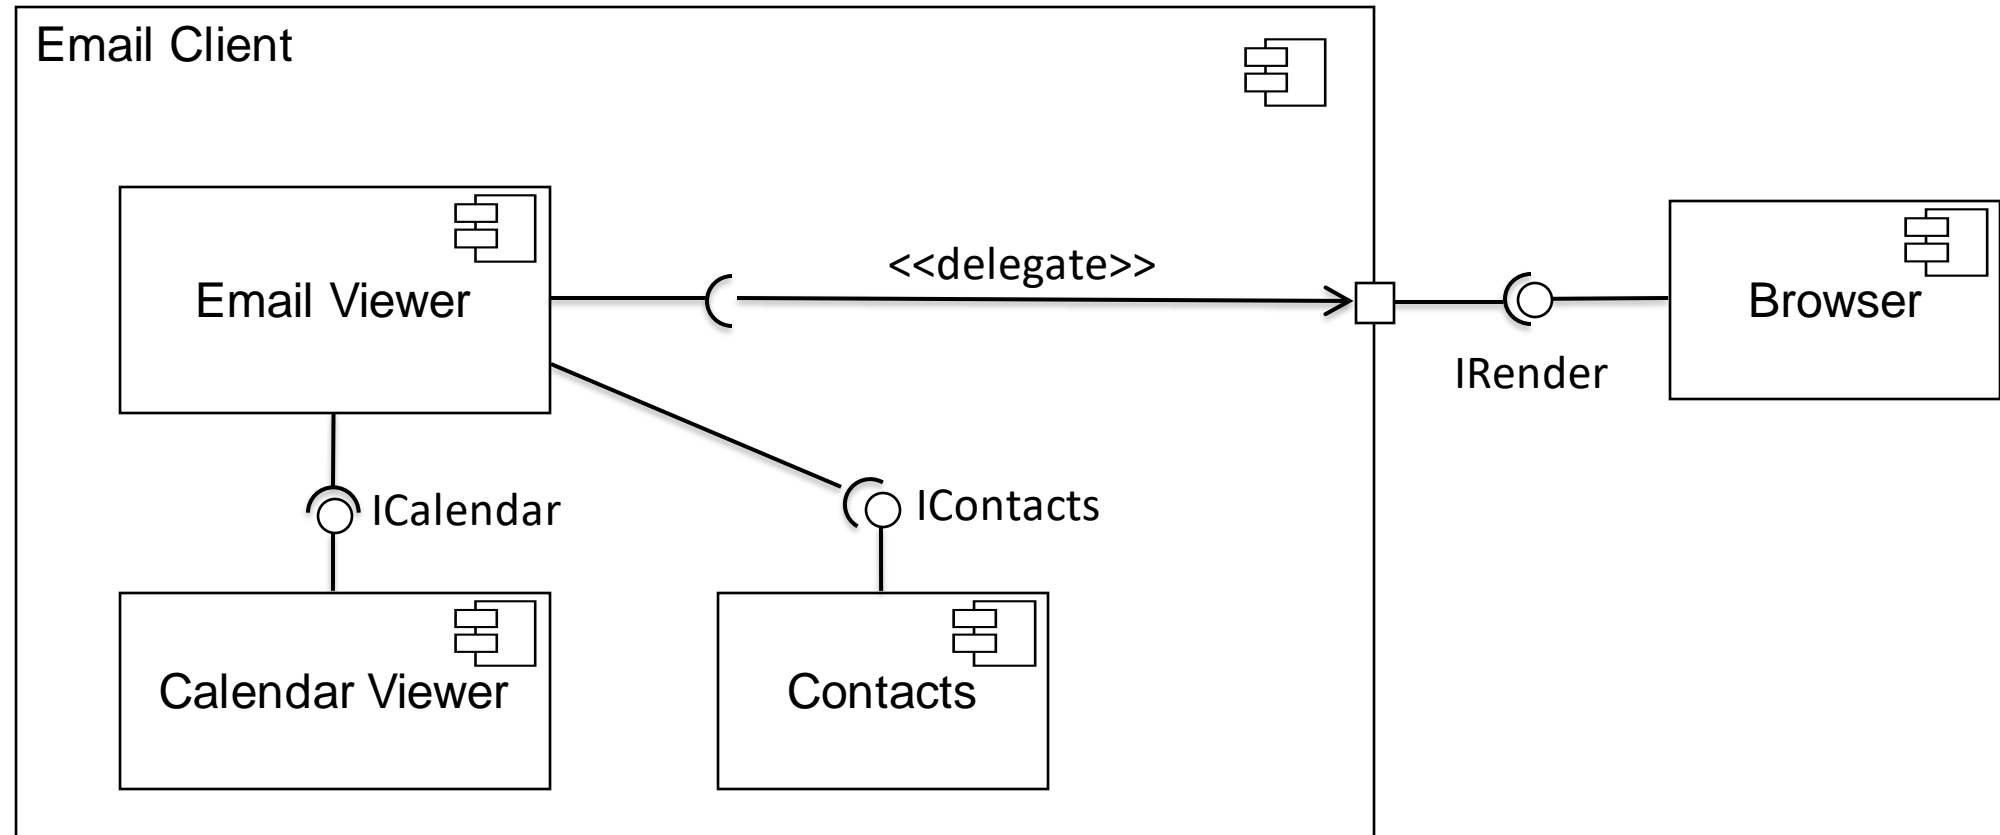 Email Client
<<delegate>>
Email Viewer
Browser
IRender
ICalendar
IContacts
Calendar Viewer
Contacts